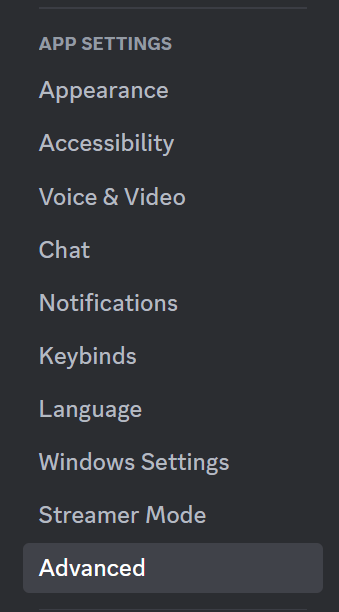 APP SETTINGS
Appearance
Accessibility
Voice & Video
Chat
Notifications
Keybinds
Language
Windows Settings
Streamer Mode
Advanced